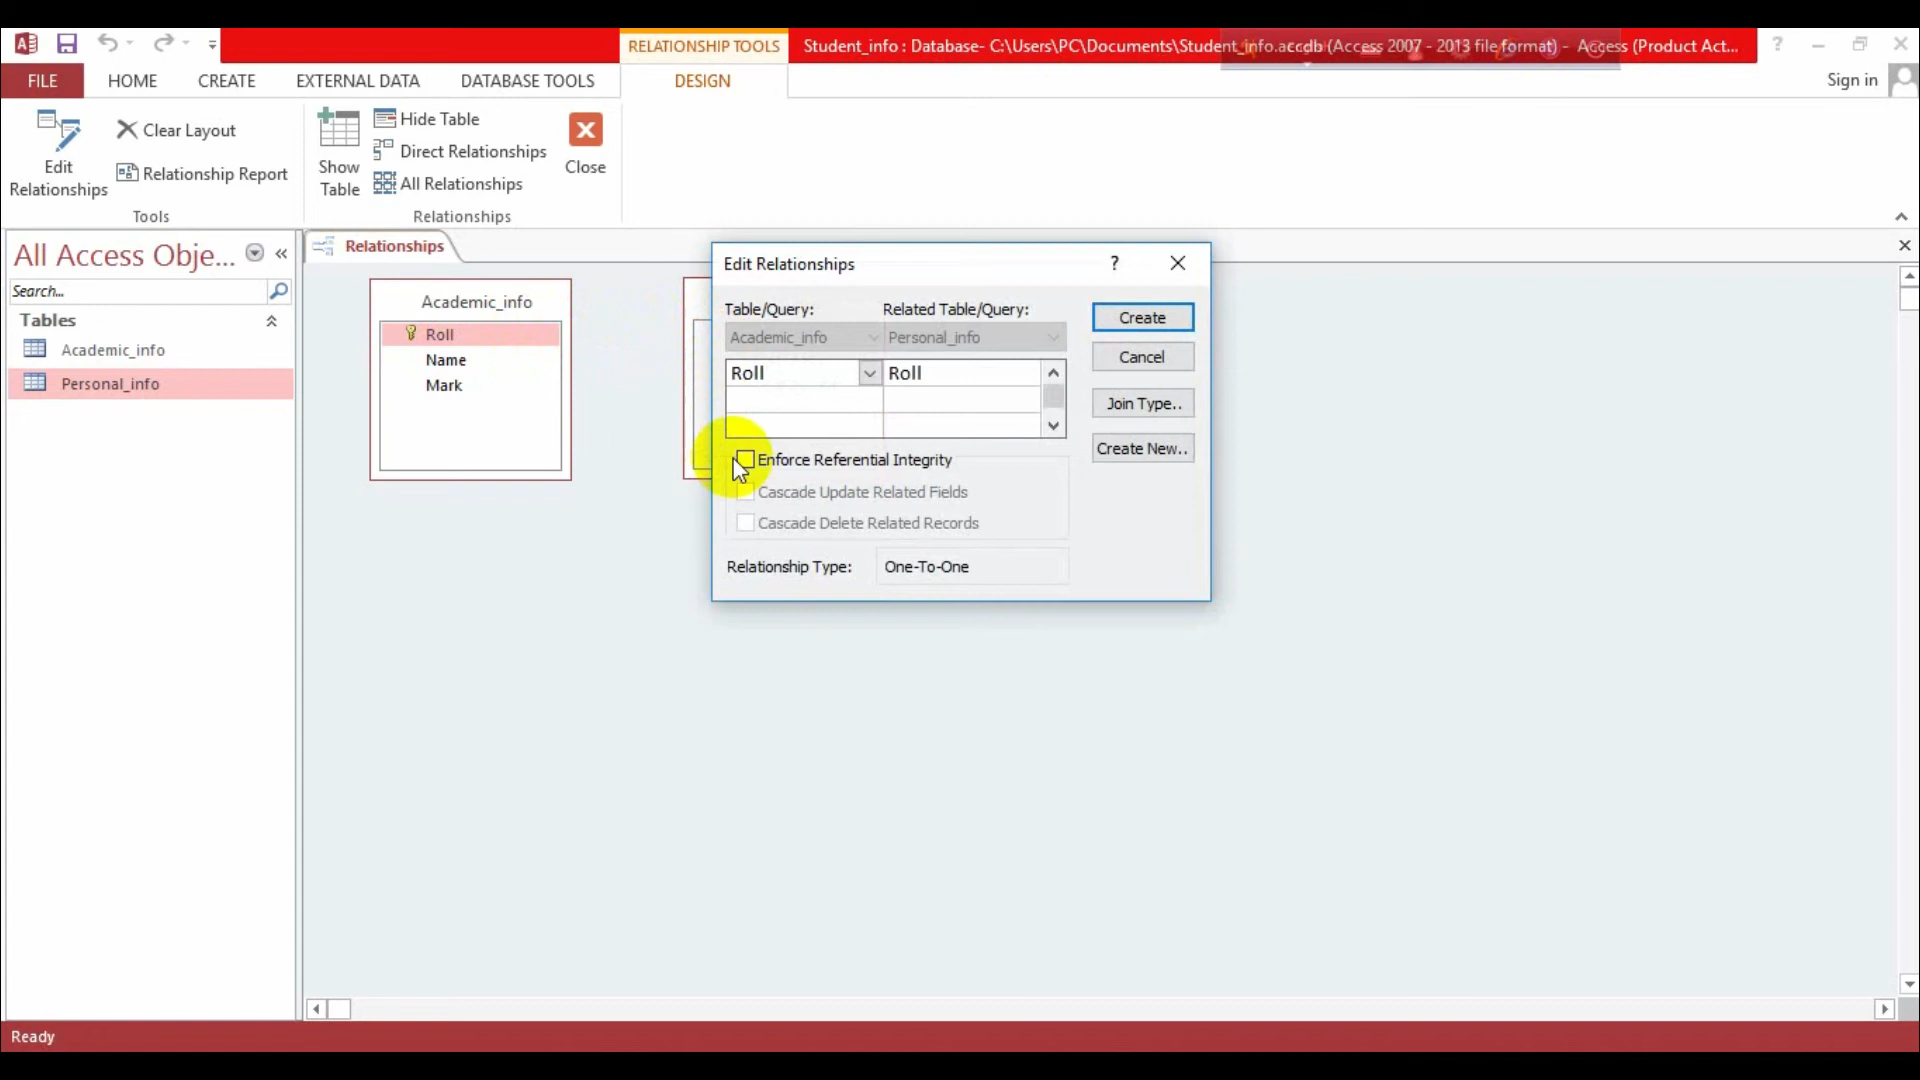 RELATIONSHIP TOOLS
Student_info : Database- C:\Users\PC\Documents\Student_info.accdb (Access 2007 - 2013 file format) - Access (Product Act...
?
FILE
HOME
CREATE
EXTERNAL DATA
DATABASE TOOLS
DESIGN
Sign in
Edit
Relationships
Clear Layout
Relationship Report
Tools
Show
Table
Hide Table
Direct Relationships
All Relationships
Close
Relationships
All Access Obje...
Search...
Tables
Academic_info
Personal_info
Relationships
Academic_info
Roll
Name
Mark
Edit Relationships
?
Table/Query:
Related Table/Query:
Academic_info
Personal_info
Roll
Roll
Create
Cancel
Join Type..
Create New..
Enforce Referential Integrity
Cascade Update Related Fields
Cascade Delete Related Records
Relationship Type:
One-To-One
Ready